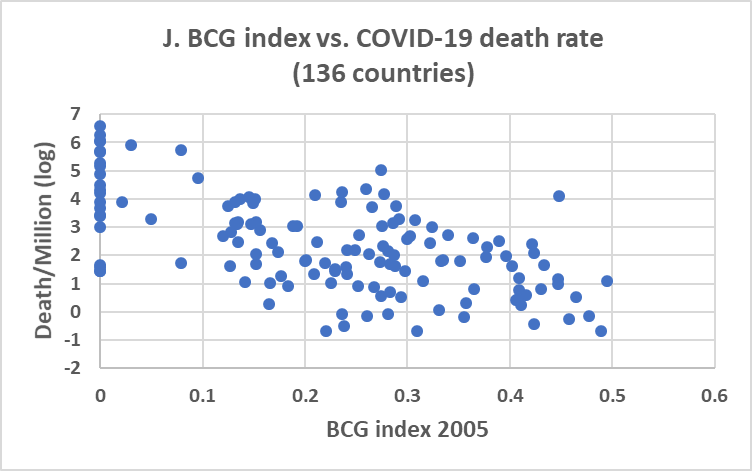 J. BCG index vs. COVID-19 death rate
(136 countries)
Death/Million (log)
7
6
5
4
3
2
1
0
-1
-2
0 0.1 0.2 0.3 0.4 0.5 0.6
BCG index 2005